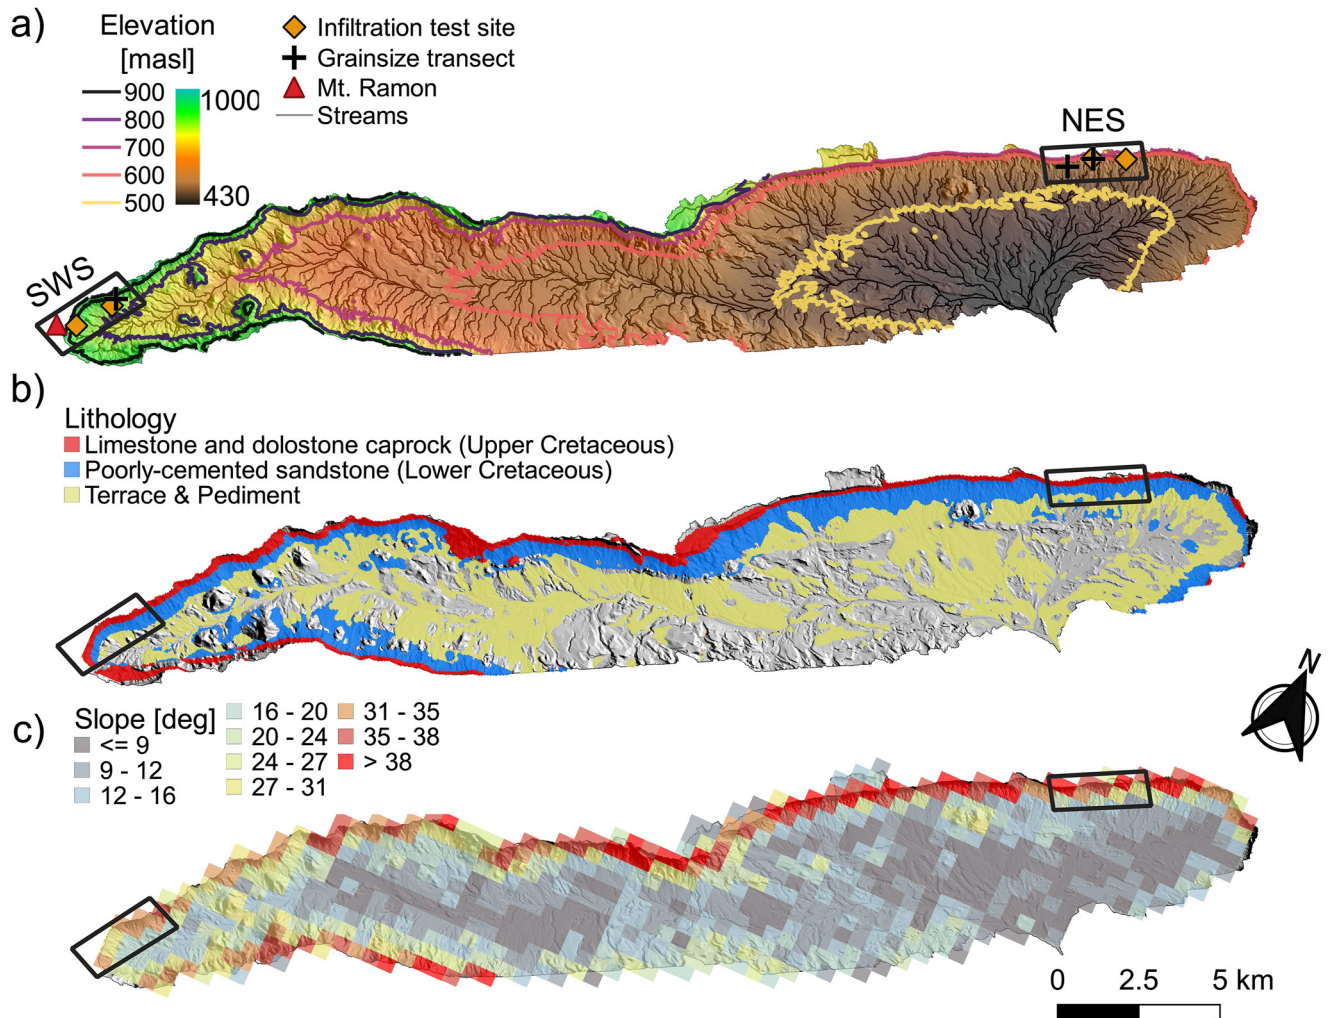 a)
Elevation
[masl]
900
800
700
600
500
1000
430
Infiltration test site
Grainsize transect
Mt. Ramon
Streams
NES
SWS
b)
Lithology
Limestone and dolostone caprock (Upper Cretaceous)
Poorly-cemented sandstone (Lower Cretaceous)
Terrace & Pediment
N
c)
Slope [deg]
<= 9
9 - 12
12 - 16
16 - 20
20 - 24
24 - 27
27 - 31
31 - 35
35 - 38
> 38
0 2.5 5 km